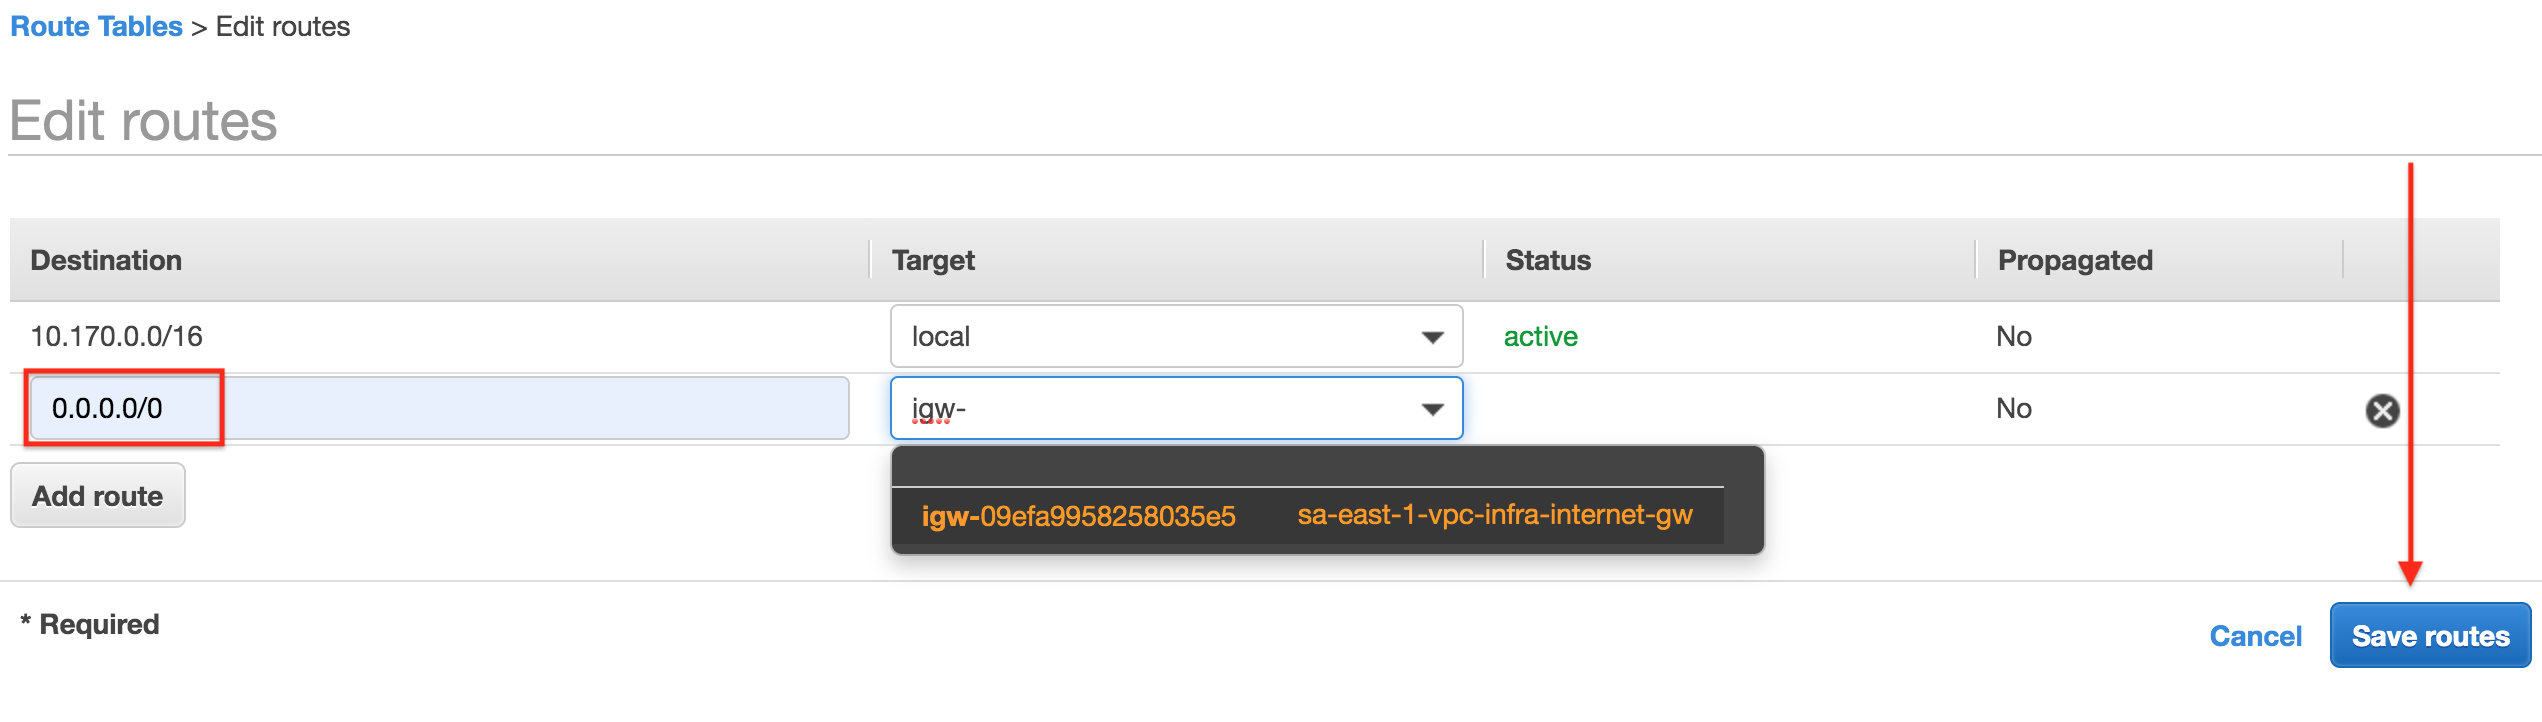 Route Tables > Edit routes
Edit routes
Destination Target Status Propagated
10.170.0.0/16 local active No
0.0.0.0/0 igw- No
Add route
igw-09efa9958258035e5 sa-east-1-vpc-infra-internet-gw
* Required
Cancel Save routes